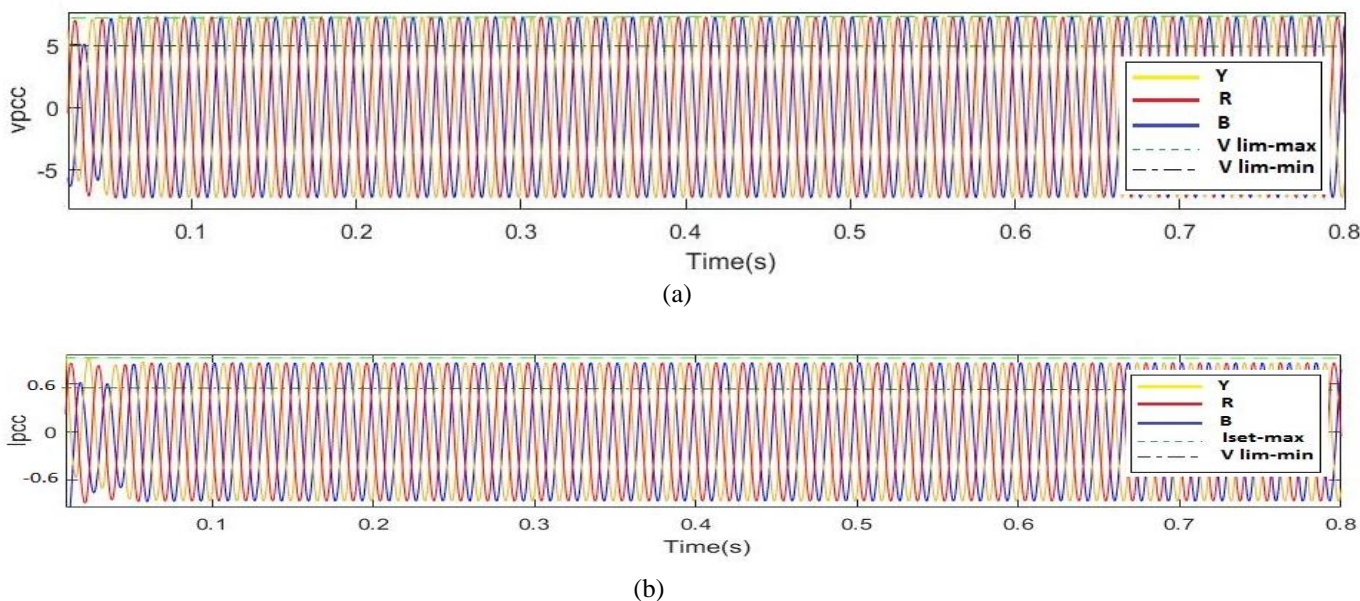 5
0
-5
vpcc
Y
R
B
V lim-max
V lim-min
0.1 0.2 0.3 0.4 0.5 0.6 0.7 0.8
Time(s)
(a)
0.6
0
-0.6
Ipcc
Y
R
B
Iset-max
V lim-min
0.1 0.2 0.3 0.4 0.5 0.6 0.7 0.8
Time(s)
(b)